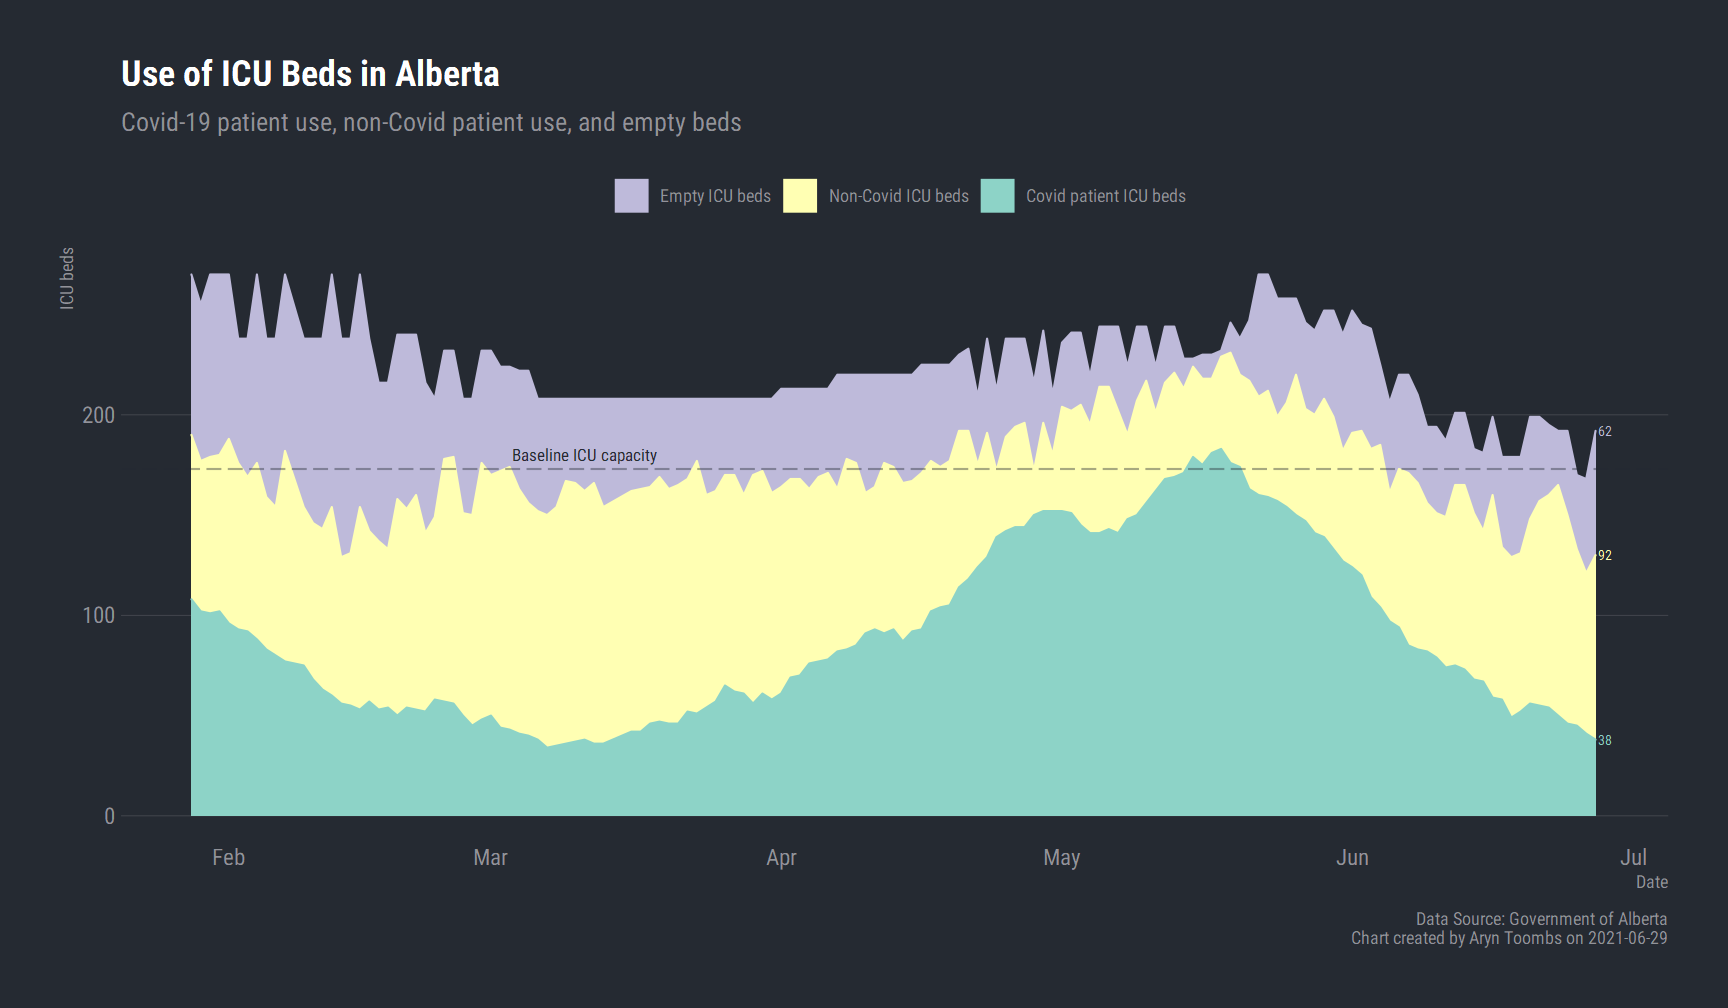 Use of ICU Beds in Alberta
Covid-19 patient use, non-Covid patient use, and empty beds
Empty ICU beds Non-Covid ICU beds Covid patient ICU beds
ICU beds
200
100
0
Baseline ICU capacity
62
92
38
Feb Mar Apr May Jun Jul
Date
Data Source: Government of Alberta
Chart created by Aryn Toombs on 2021-06-29